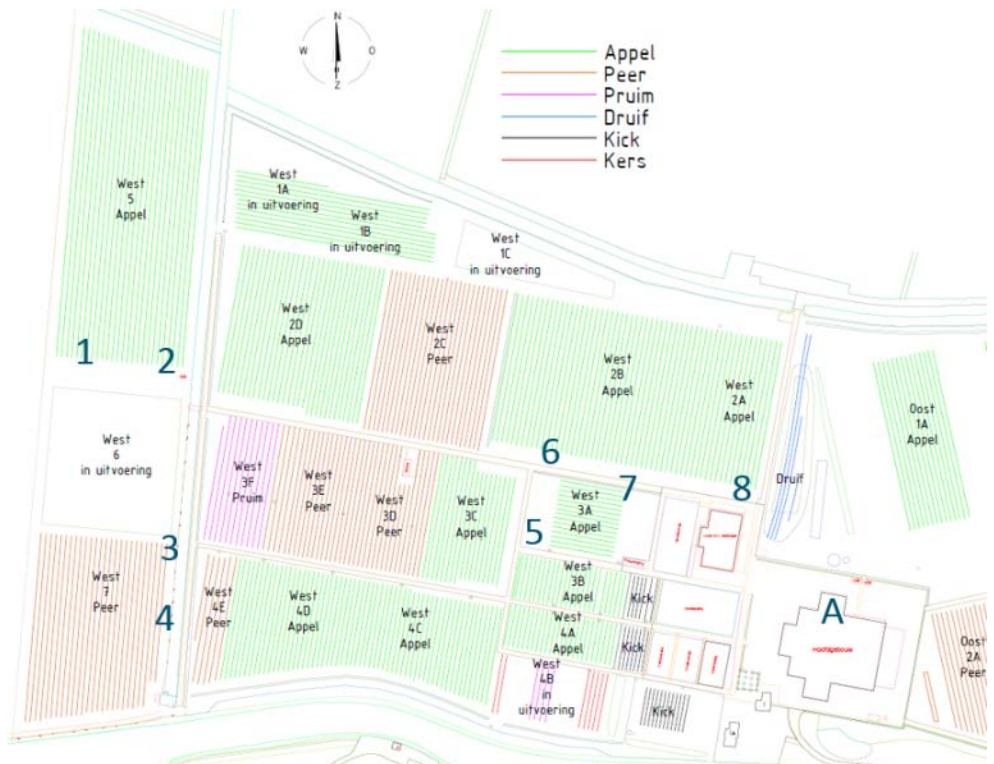 N
W
O
Z
Appel
Peer
Pruim
Druif
Kick
Kers
West
5
Appel
West
1A
in uitvoering
West
1B
in uitvoering
West
1C
in uitvoering
West
2D
Appel
West
2C
Peer
West
2B
Appel
West
2A
Appel
Oost
1A
Appel
Druif
1
2
West
6
in uitvoering
West
3F
Pruim
West
3E
Peer
West
3D
Peer
West
3C
Appel
6
7
8
5
West
3A
Appel
West
3B
Appel
Kick
3
4
West
7
Peer
West
4E
Peer
West
4D
Appel
West
4C
Appel
West
4A
Appel
Kick
West
4B
in
uitvoering
Kick
A
Hoofdgebouw
Oost
2A
Peer